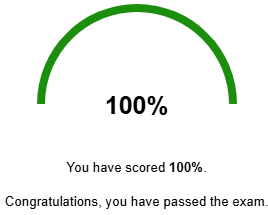 100%
You have scored 100%.
Congratulations, you have passed the exam.